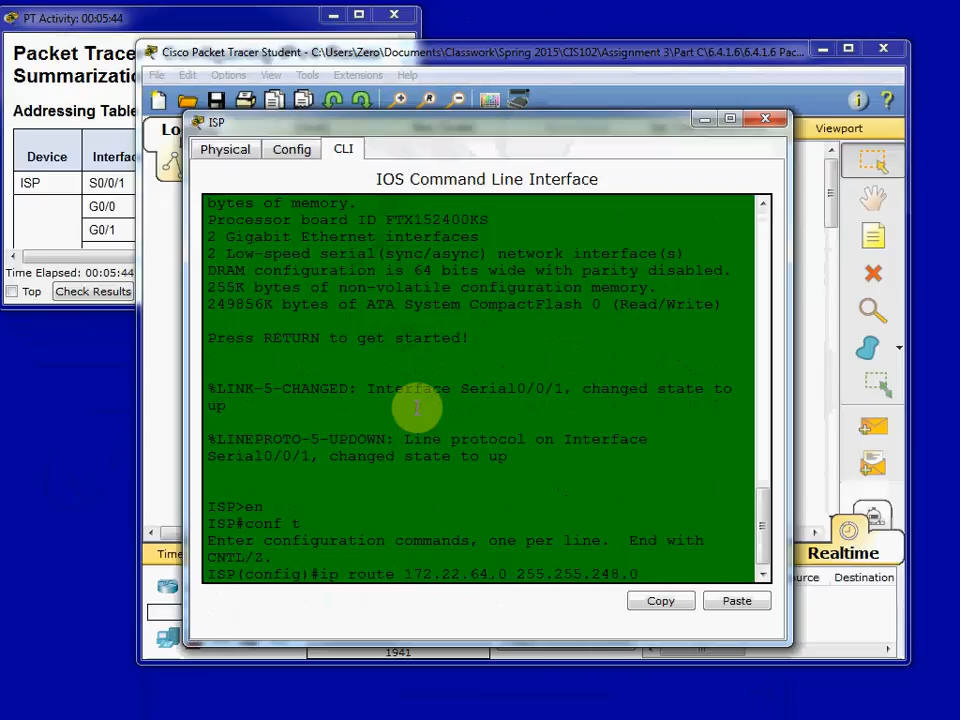 PT Activity: 00:05:44
Packet Tracer
Summarizatio
Addressing Table
Device Interfac
ISP S0/0/1
G0/0
G0/1
Time Elapsed: 00:05:44
Top Check Results
Cisco Packet Tracer Student - C:\Users\Zero\Documents\Classwork\Spring 2015\CIS102\Assignment 3\Part C\6.4.1.6\6.4.1.6 Pac...
File Edit Options View Tools Extensions Help
Lo
Viewport
ISP
Physical Config CLI
IOS Command Line Interface
bytes of memory.
Processor board ID FTX152400KS
2 Gigabit Ethernet interfaces
2 Low-speed serial(sync/async) network interface(s)
DRAM configuration is 64 bits wide with parity disabled.
255K bytes of non-volatile configuration memory.
249856K bytes of ATA System CompactFlash 0 (Read/Write)
Press RETURN to get started!
%LINK-5-CHANGED: Interface Serial0/0/1, changed state to
up
%LINEPROTO-5-UPDOWN: Line protocol on Interface
Serial0/0/1, changed state to up
ISP>en
ISP#conf t
Enter configuration commands, one per line. End with
CNTL/Z.
ISP(config)#ip route 172.22.64.0 255.255.248.0
Copy Paste
Time
Realtime
ource Destination
1941